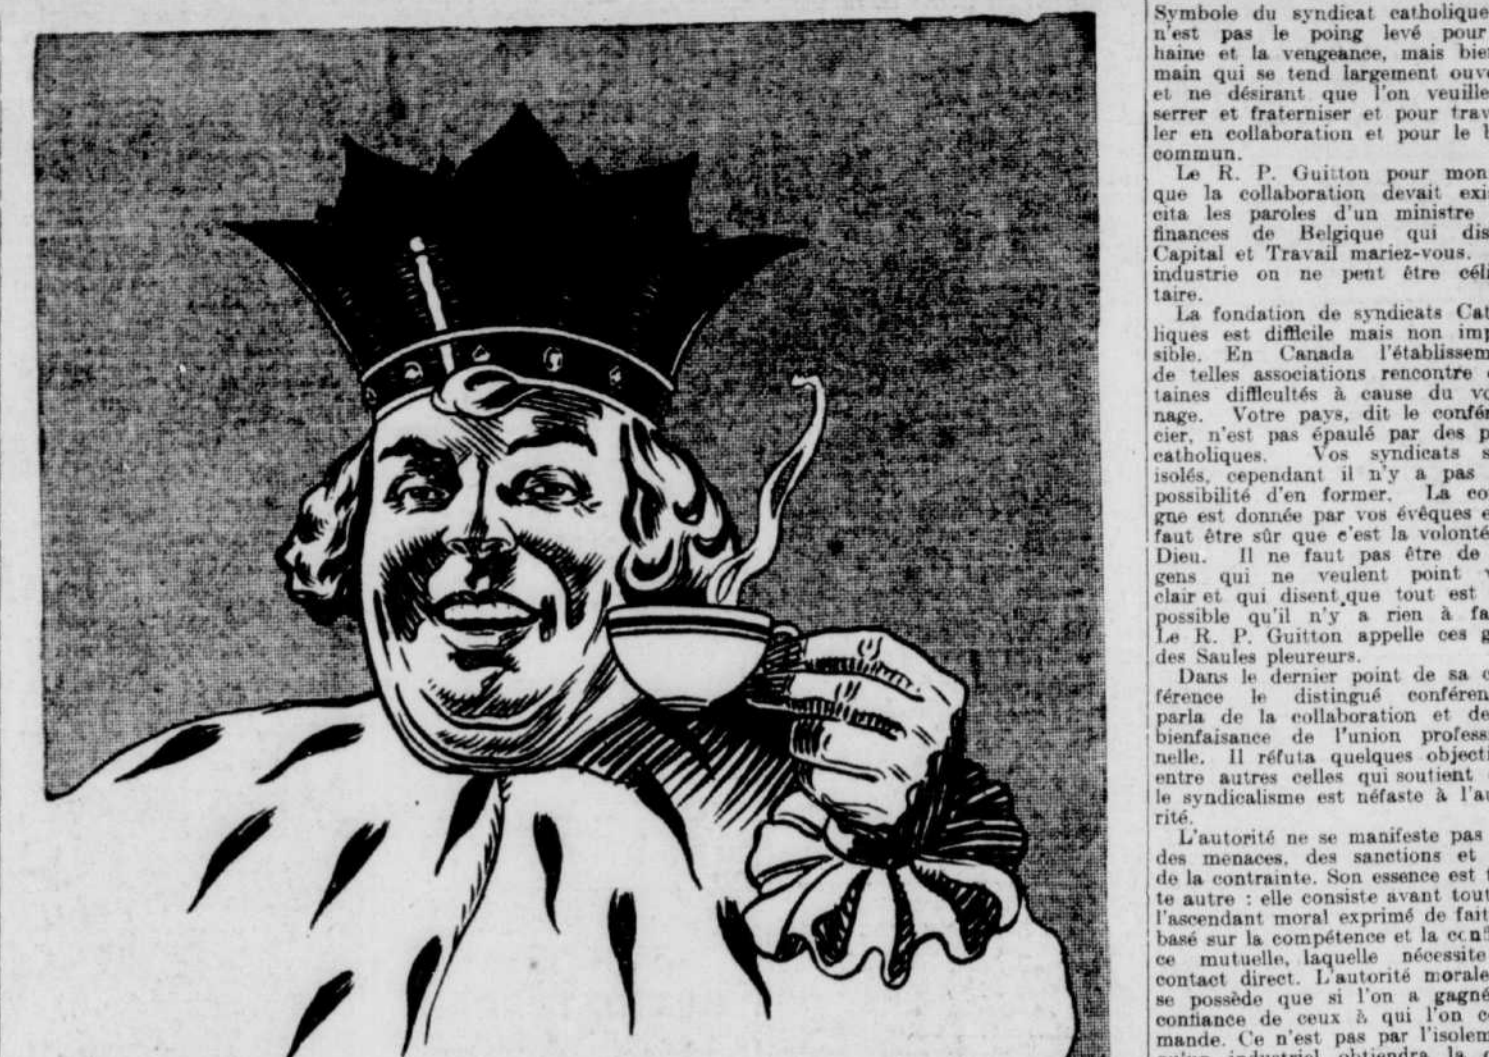 Symbole du syndicat catholique
n'est pas le poing levé pour
haine et la vengeance, mais bie
main qui se tend largement ouv
et ne désirant que l'on veuille
serrer et fraterniser et pour trav
ler en collaboration et pour le
commun.
Le R. P. Guitton pour mon
que la collaboration devait exi
cita les paroles d'un ministre
finances de Belgique qui dis
Capital et Travail mariez-vous.
industrie on ne peut être céli
taire.
La fondation de syndicats Cat
liques est difficile mais non imp
sible. En Canada l'établissem
de telles associations rencontre
taines difficultés à cause du vo
nage. Votre pays, dit le confér
cier, n'est pas épaulé par des p
catholiques. Vos syndicats s
isolés, cependant il n'y a pas
possibilité d'en former. La co
gne est donnée par vos évêques e
faut être sûr que c'est la volonté
Dieu. Il ne faut pas être de
gens qui ne veulent point v
clair et qui disent que tout est
possible qu'il n'y a rien à fa
Le R. P. Guitton appelle ces g
des Saules pleureurs.
Dans le dernier point de sa c
férence le distingué conféren
parla de la collaboration et de
bienfaisance de l'union profess
nelle. Il réfuta quelques objecti
entre autres celles qui soutient
le syndicalisme est néfaste à l'au
rité.
L'autorité ne se manifeste pas
des menaces, des sanctions et
de la contrainte. Son essence est t
te autre : elle consiste avant tout
l'ascendant moral exprimé de fait
basé sur la compétence et la conf
ce mutuelle, laquelle nécessite
contact direct. L'autorité morale
se possède que si l'on a gagné
confiance de ceux à qui l'on co
mande. Ce n'est pas par l'isolem
qu'un industriel obtiendra la